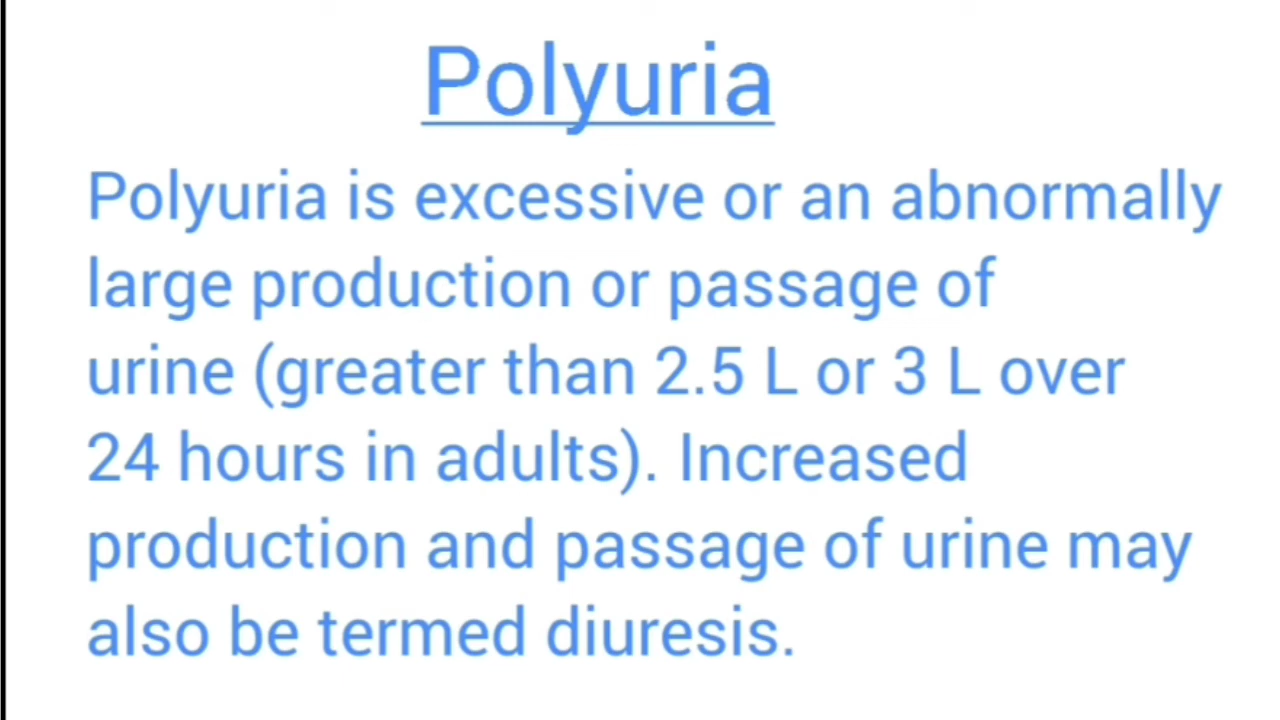 Polyuria
Polyuria is excessive or an abnormally
large production or passage of
urine (greater than 2.5 L or 3 L over
24 hours in adults). Increased
production and passage of urine may
also be termed diuresis.